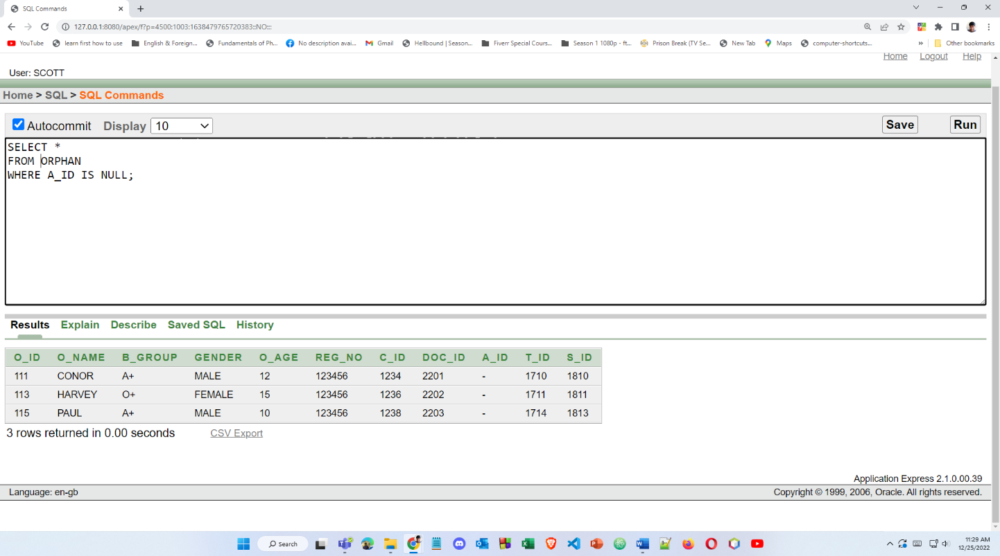 SQL Commands
127.0.0.1:8080/apex/f?p=4500:1003:1638479765720383::NO:::
YouTube learn first how to use English & Foreign... Fundamentals of Ph... No description avai... Gmail Hellbound | Season... Fiverr Special Cours... Season 1 1080p - ft... Prison Break (TV Se... New Tab Maps computer-shortcuts... » Other bookmarks
Home Logout Help
User: SCOTT
Home > SQL > SQL Commands
Autocommit Display 10 Save Run
SELECT *
FROM ORPHAN
WHERE A_ID IS NULL;
Results Explain Describe Saved SQL History
O_ID O_NAME B_GROUP GENDER O_AGE REG_NO C_ID DOC_ID A_ID T_ID S_ID
111 CONOR A+ MALE 12 123456 1234 2201 - 1710 1810
113 HARVEY O+ FEMALE 15 123456 1236 2202 - 1711 1811
115 PAUL A+ MALE 10 123456 1238 2203 - 1714 1813
3 rows returned in 0.00 seconds CSV Export
Application Express 2.1.0.00.39
Language: en-gb Copyright © 1999, 2006, Oracle. All rights reserved.
Search
11:29 AM
12/25/2022